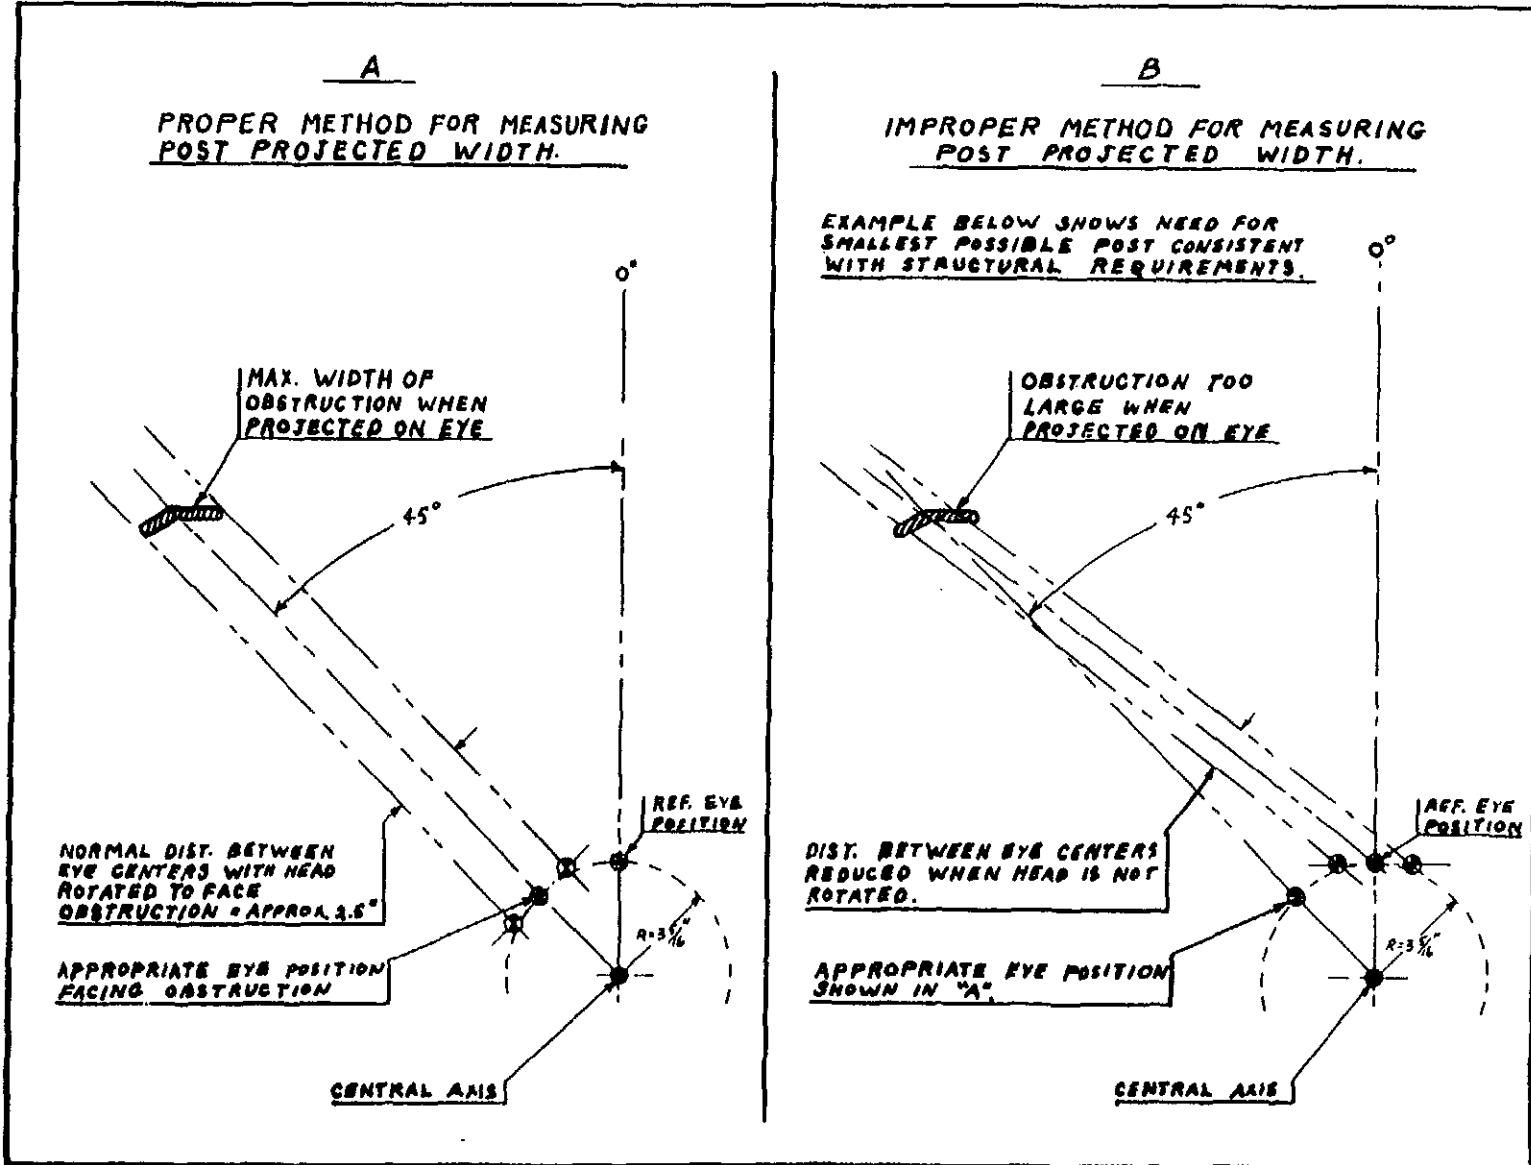 A
PROPER METHOD FOR MEASURING
POST PROJECTED WIDTH.
0°
MAX. WIDTH OF
OBSTRUCTION WHEN
PROJECTED ON EYE
45°
REF. EYE
POSITION
NORMAL DIST. BETWEEN
EYE CENTERS WITH HEAD
ROTATED TO FACE
OBSTRUCTION = APPROX. 2.5"
R=3 5/16"
APPROPRIATE EYE POSITION
FACING OBSTRUCTION
CENTRAL AXIS
B
IMPROPER METHOD FOR MEASURING
POST PROJECTED WIDTH.
EXAMPLE BELOW SHOWS NEED FOR
SMALLEST POSSIBLE POST CONSISTENT
WITH STRUCTURAL REQUIREMENTS.
0°
OBSTRUCTION TOO
LARGE WHEN
PROJECTED ON EYE
45°
REF. EYE
POSITION
DIST. BETWEEN EYE CENTERS
REDUCED WHEN HEAD IS NOT
ROTATED.
R=3 5/16"
APPROPRIATE EYE POSITION
SHOWN IN "A"
CENTRAL AXIS